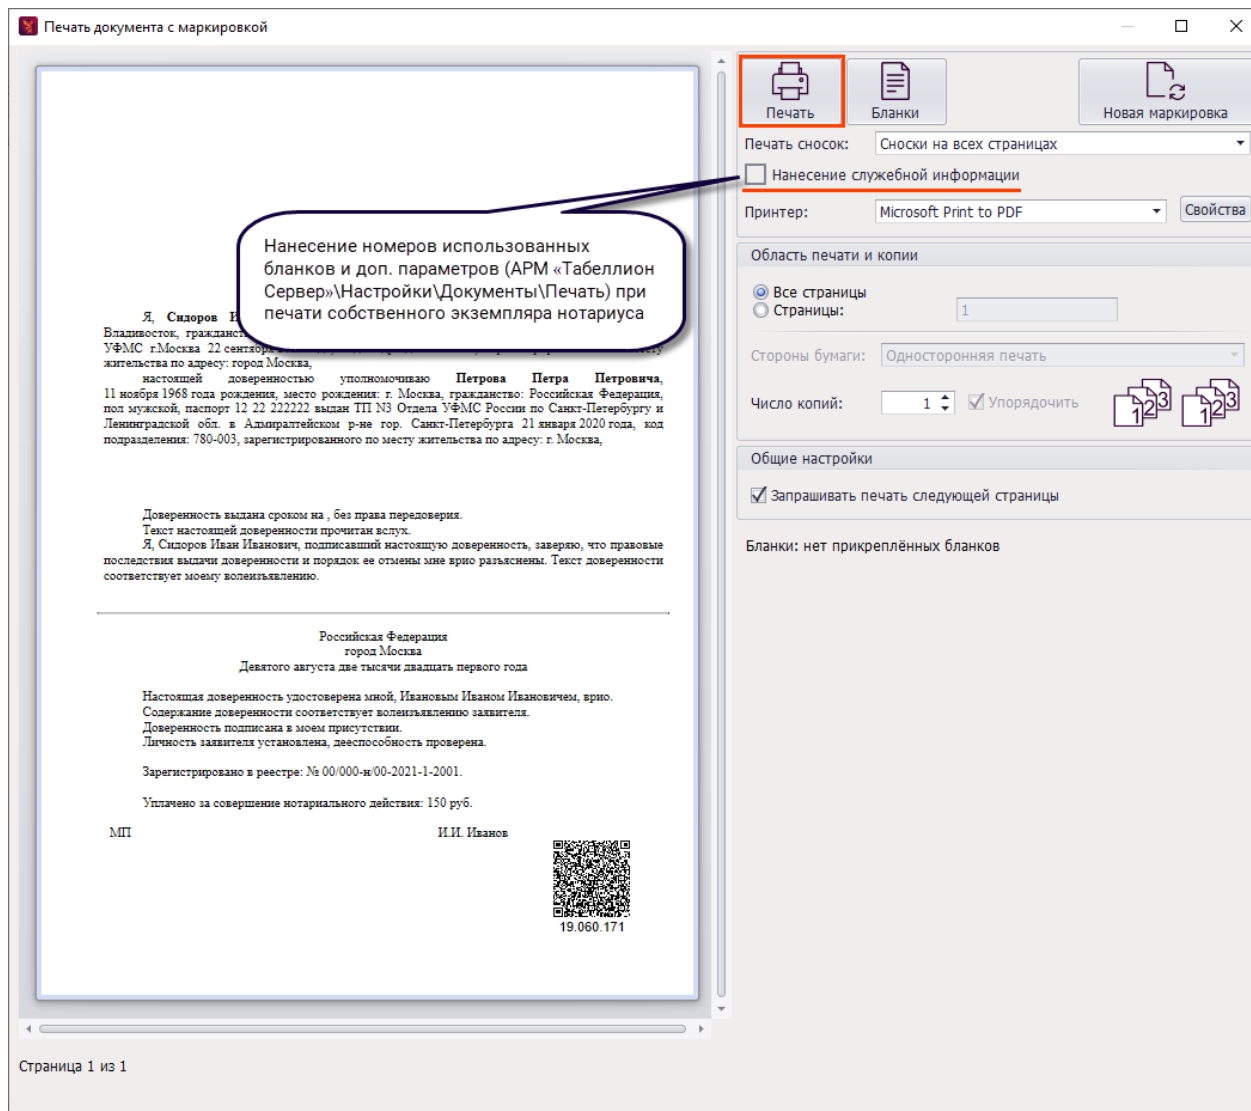 Печать документа с маркировкой
Печать
Бланки
Новая маркировка
Печать сносок: Сноски на всех страницах
Нанесение служебной информации
Принтер: Microsoft Print to PDF Свойства
Область печати и копии
Все страницы
Страницы: 1
Стороны бумаги: Односторонняя печать
Число копий: 1 Упорядочить
123 123
Общие настройки
Запрашивать печать следующей страницы
Бланки: нет прикреплённых бланков
Нанесение номеров использованных
бланков и доп. параметров (АРМ «Табеллион
Сервер»\Настройки\Документы\Печать) при
печати собственного экземпляра нотариуса
Я, Сидоров
Владивосток,
УФМС г.Москва 22
жительства по адресу: город Москва,
настоящей доверенностью уполномочиваю Петрова Петра Петровича,
11 ноября 1968 года рождения, место рождения: г. Москва, гражданство: Российская Федерация,
пол мужской, паспорт 12 22 222222 выдан ТП N3 Отдела УФМС России по Санкт-Петербургу и
Ленинградской обл. в Адмиралтейском р-не гор. Санкт-Петербурга 21 января 2020 года, код
подразделения: 780-003, зарегистрированного по месту жительства по адресу: г. Москва,
Доверенность выдана сроком на , без права передоверия.
Текст настоящей доверенности прочитан вслух.
Я, Сидоров Иван Иванович, подписавший настоящую доверенность, заверяю, что правовые
последствия выдачи доверенности и порядок ее отмены мне врио разъяснены. Текст доверенности
соответствует моему волеизъявлению.
Российская Федерация
город Москва
Девятого августа две тысячи двадцать первого года
Настоящая доверенность удостоверена мной, Ивановым Иваном Ивановичем, врио.
Содержание доверенности соответствует волеизъявлению заявителя.
Доверенность подписана в моем присутствии.
Личность заявителя установлена, дееспособность проверена.
Зарегистрировано в реестре: № 00/000-н/00-2021-1-2001.
Уплачено за совершение нотариального действия: 150 руб.
МП И.И. Иванов
19.060.171
Страница 1 из 1